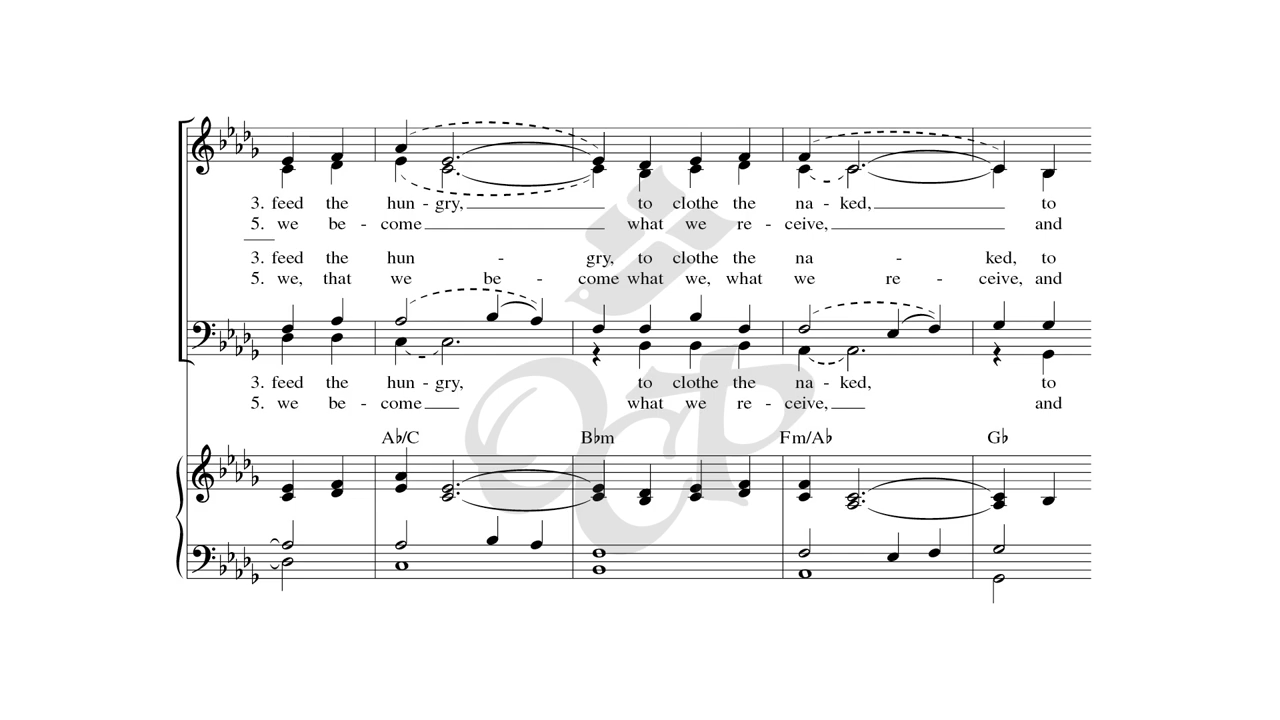 3. feed the hun - gry, to clothe the na - ked, to
5. we be - come what we re - ceive, and
3. feed the hun - gry, to clothe the na - ked, to
5. we, that we be - come what we, what we re - ceive, and
3. feed the hun - gry, to clothe the na - ked, to
5. we be - come what we re - ceive, and
A♭/C B♭m Fm/A♭ G♭
ocp